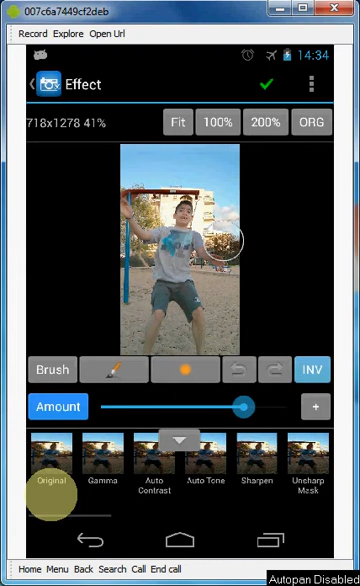 007c6a7449cf2deb
Record Explore Open Url
14:34
Effect
718x1278 41%
Fit
100%
200%
ORG
Brush
INV
Amount
+
Original
Gamma
Auto Contrast
Auto Tone
Sharpen
Unsharp Mask
Home Menu Back Search Call End call
Autopan Disabled